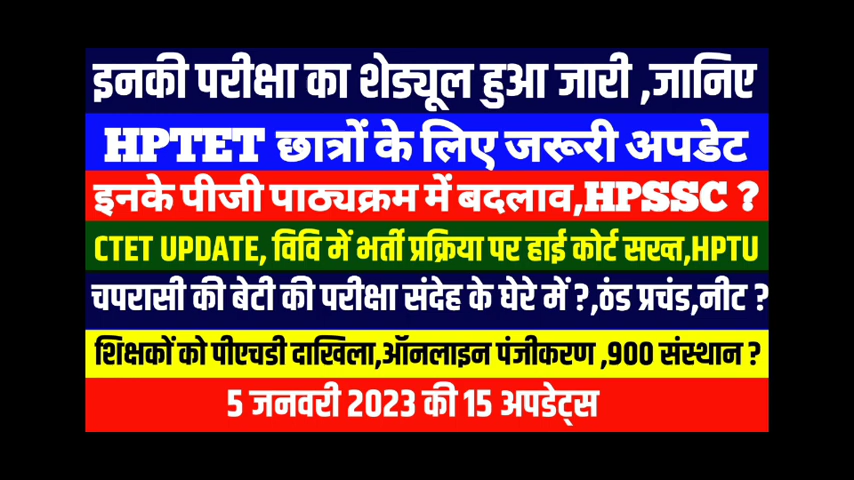 इनकी परीक्षा का शेड्यूल हुआ जारी ,जानिए
HPTET छात्रों के लिए जरूरी अपडेट
इनके पीजी पाठ्यक्रम में बदलाव,HPSSC ?
CTET UPDATE, विवि में भर्ती प्रक्रिया पर हाई कोर्ट सख्त,HPTU
चपरासी की बेटी की परीक्षा संदेह के घेरे में ?,ठंड प्रचंड,नीट ?
शिक्षकों को पीएचडी दाखिला,ऑनलाइन पंजीकरण ,900 संस्थान ?
5 जनवरी 2023 की 15 अपडेट्स